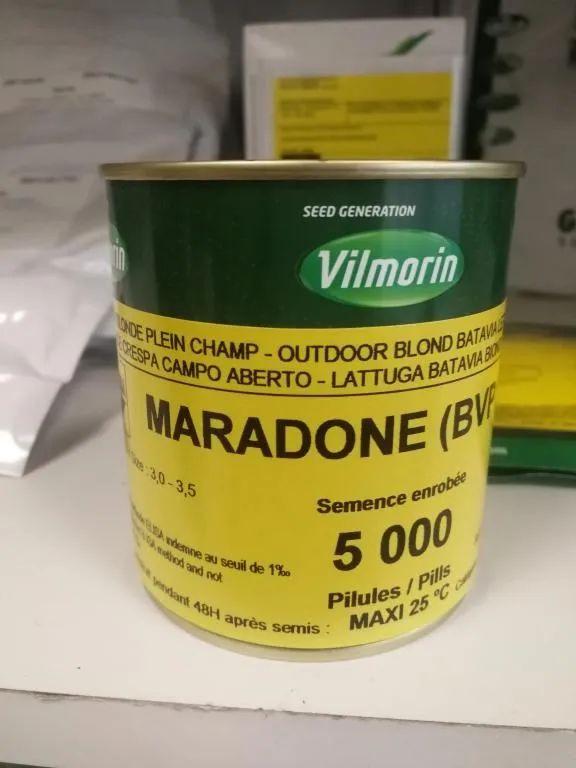 SEED GENERATION
Vilmorin
BLONDE PLEIN CHAMP - OUTDOOR BLOND BATAVIA
CRESPA CAMPO ABERTO - LATTUGA BATAVIA
MARADONE (BVP
: 3,0 - 3,5
Semence enrobée
5 000
indemne au seuil de 1‰
method and not
Pilules / Pills
pendant 48H après semis : MAXI 25 °C